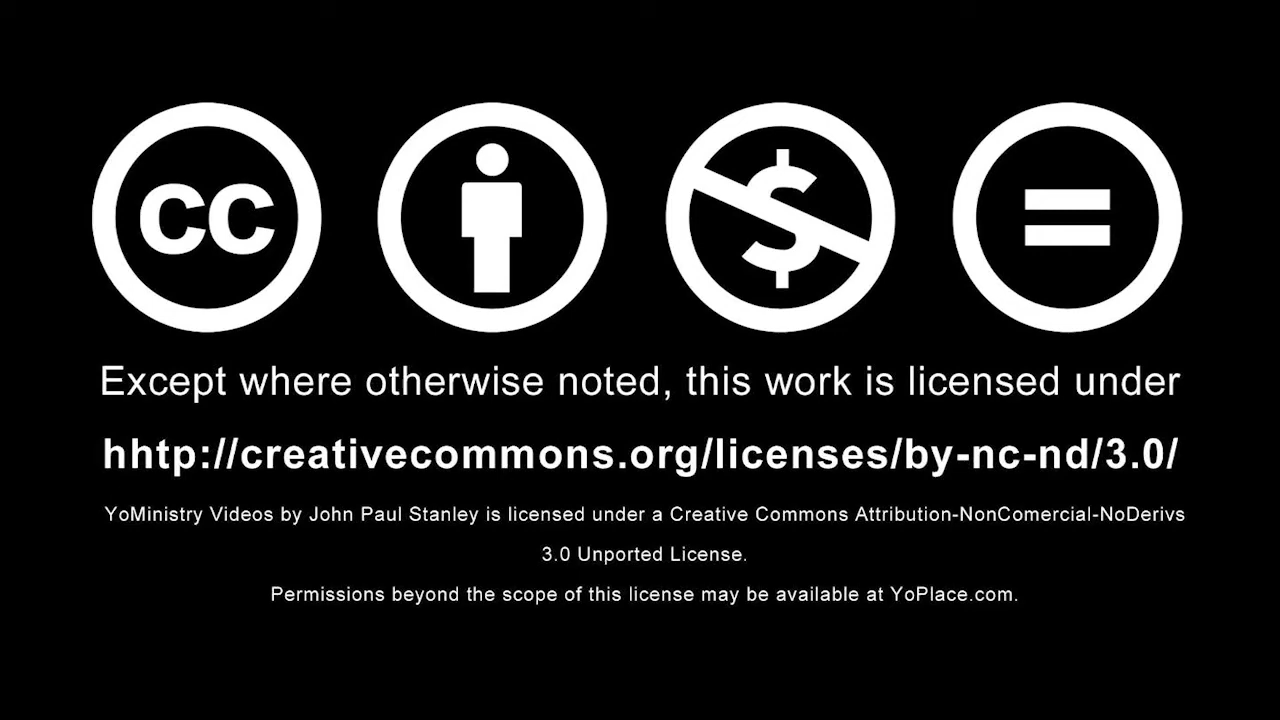 cc
$
=
Except where otherwise noted, this work is licensed under
hhtp://creativecommons.org/licenses/by-nc-nd/3.0/
YoMinistry Videos by John Paul Stanley is licensed under a Creative Commons Attribution-NonComercial-NoDerivs
3.0 Unported License.
Permissions beyond the scope of this license may be available at YoPlace.com.